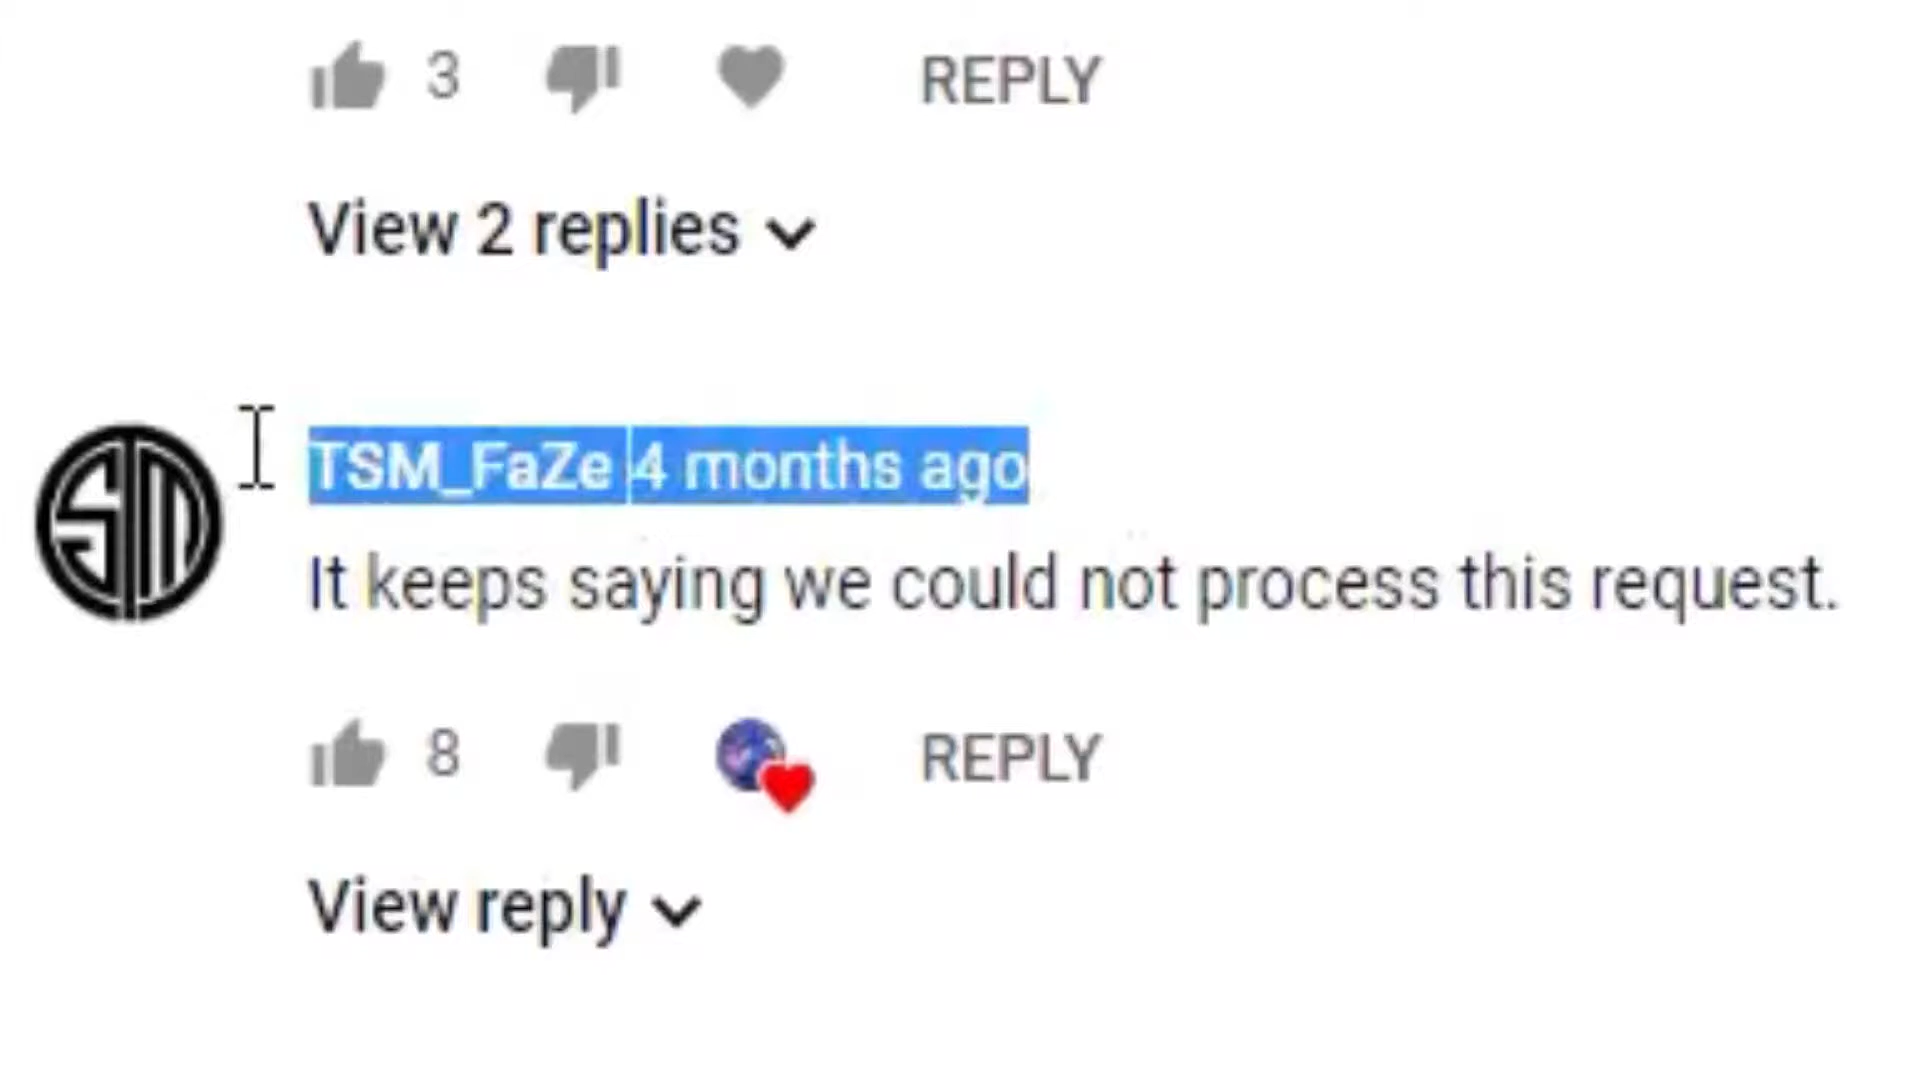 3 REPLY
View 2 replies
TSM_FaZe 4 months ago
It keeps saying we could not process this request.
8 REPLY
View reply